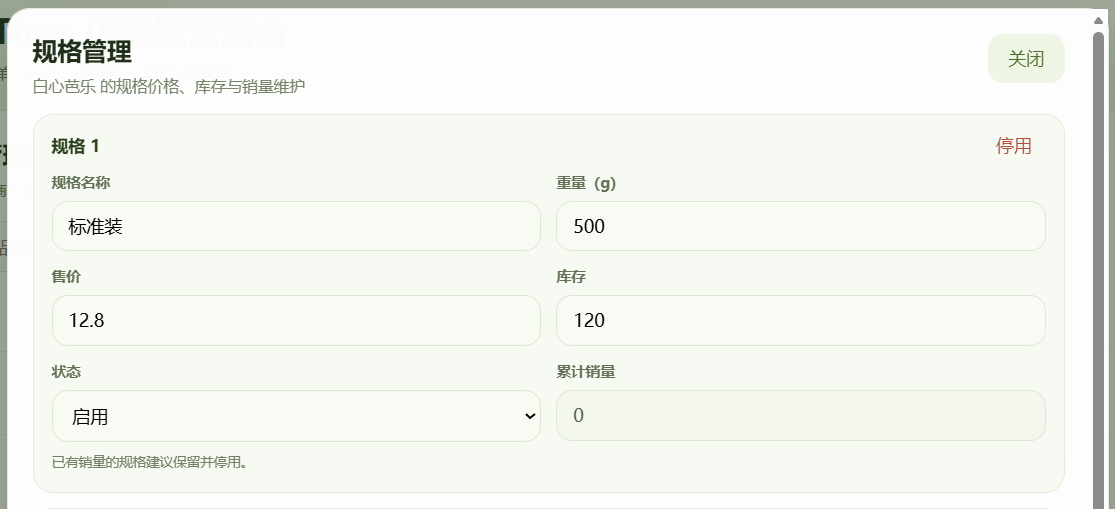 规格管理
关闭
白心芭乐 的规格价格、库存与销量维护
规格 1
停用
规格名称
重量（g）
标准装
500
售价
库存
12.8
120
状态
累计销量
启用
0
已有销量的规格建议保留并停用。